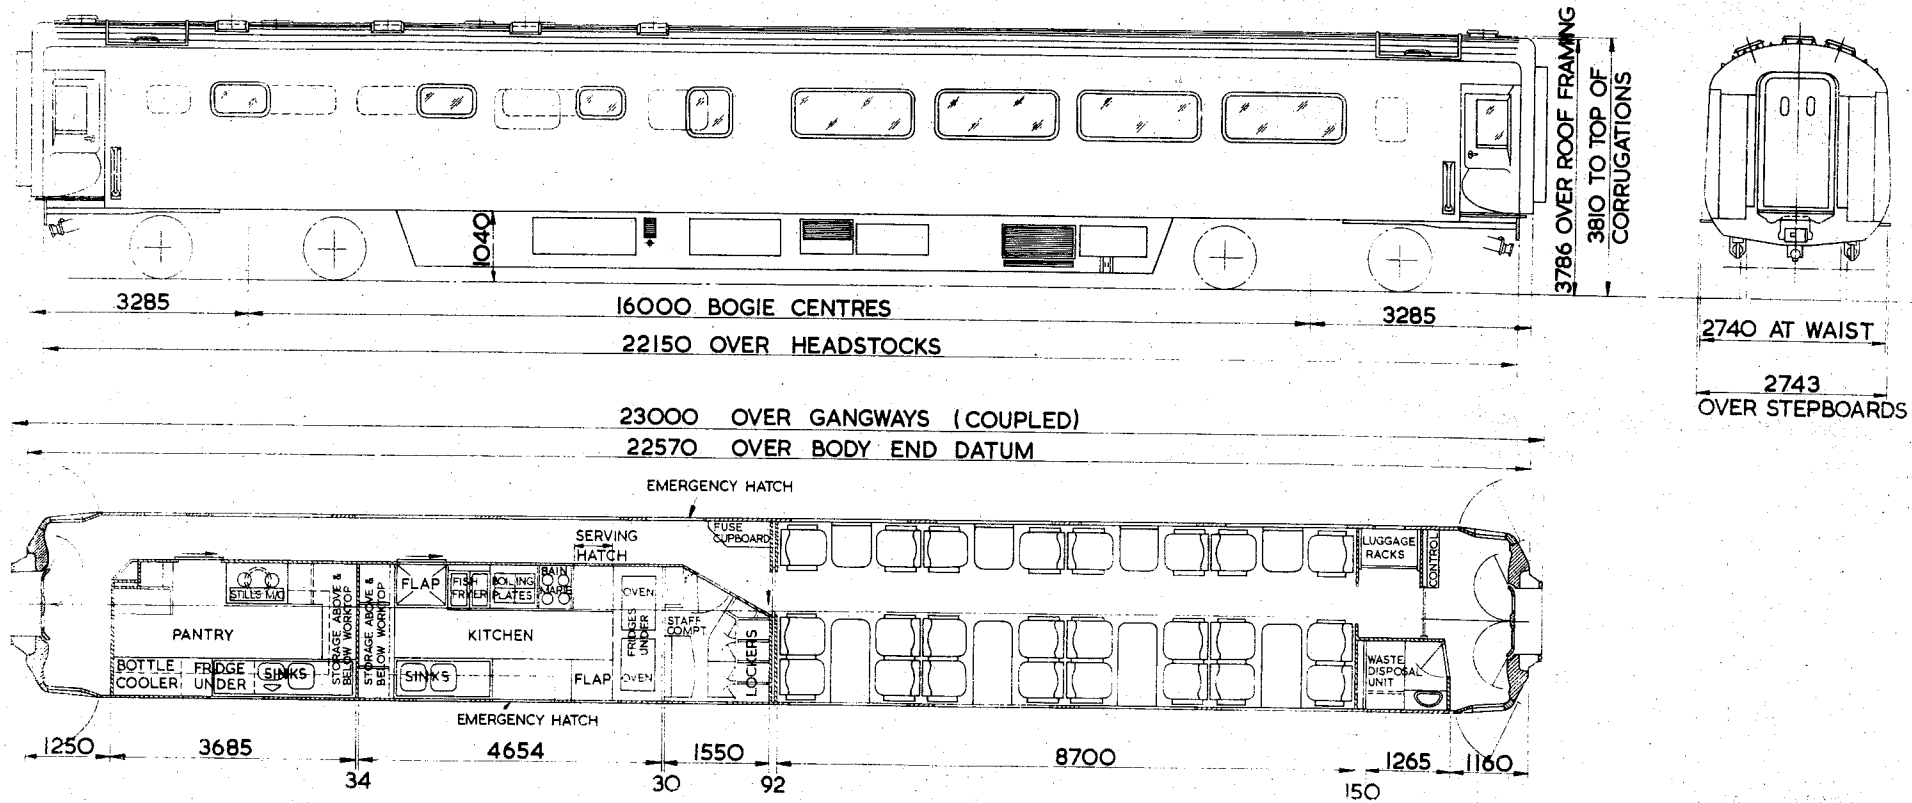 3786 OVER ROOF FRAMING
3810 TO TOP OF
CORRUGATIONS
1040
3285
16000 BOGIE CENTRES
3285
22150 OVER HEADSTOCKS
2740 AT WAIST
2743
OVER STEPBOARDS
23000 OVER GANGWAYS (COUPLED)
22570 OVER BODY END DATUM
EMERGENCY HATCH
SERVING
HATCH
FUSE
CUPBOARD
STILLS M/C
FLAP
FISH
FRYER
BOILING
PLATES
BAIN
MARIE
OVEN
LUGGAGE
RACKS
CONTROL
PANTRY
STORAGE ABOVE &
BELOW WORKTOP
STORAGE ABOVE &
BELOW WORKTOP
KITCHEN
FRIDGES
UNDER
STAFF
COMPT
LOCKERS
BOTTLE
COOLER
FRIDGE
UNDER
SINKS
SINKS
FLAP
OVEN
WASTE
DISPOSAL
UNIT
EMERGENCY HATCH
1250
3685
34
4654
30
1550
92
8700
150
1265
1160